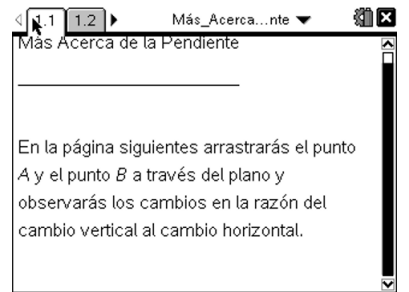 1.1 1.2 Más_Acerca...nte
Más Acerca de la Pendiente
En la página siguientes arrastrarás el punto
A y el punto B a través del plano y
observarás los cambios en la razón del
cambio vertical al cambio horizontal.